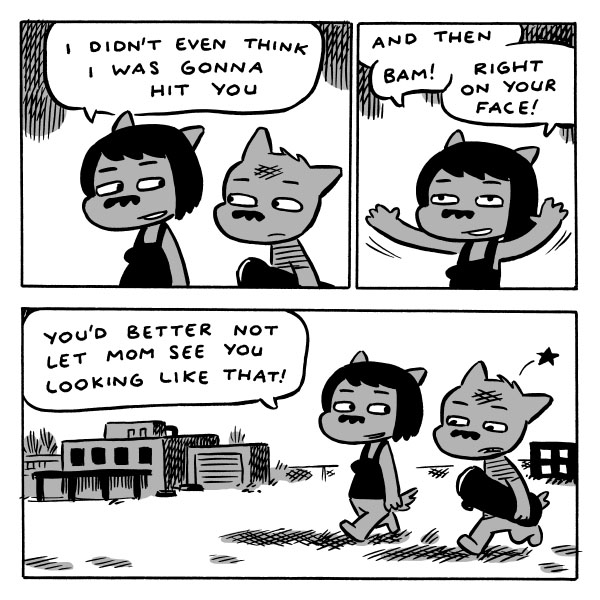 I DIDN'T EVEN THINK
I WAS GONNA
HIT YOU
AND THEN
BAM!
RIGHT
ON YOUR
FACE!
YOU'D BETTER NOT
LET MOM SEE YOU
LOOKING LIKE THAT!